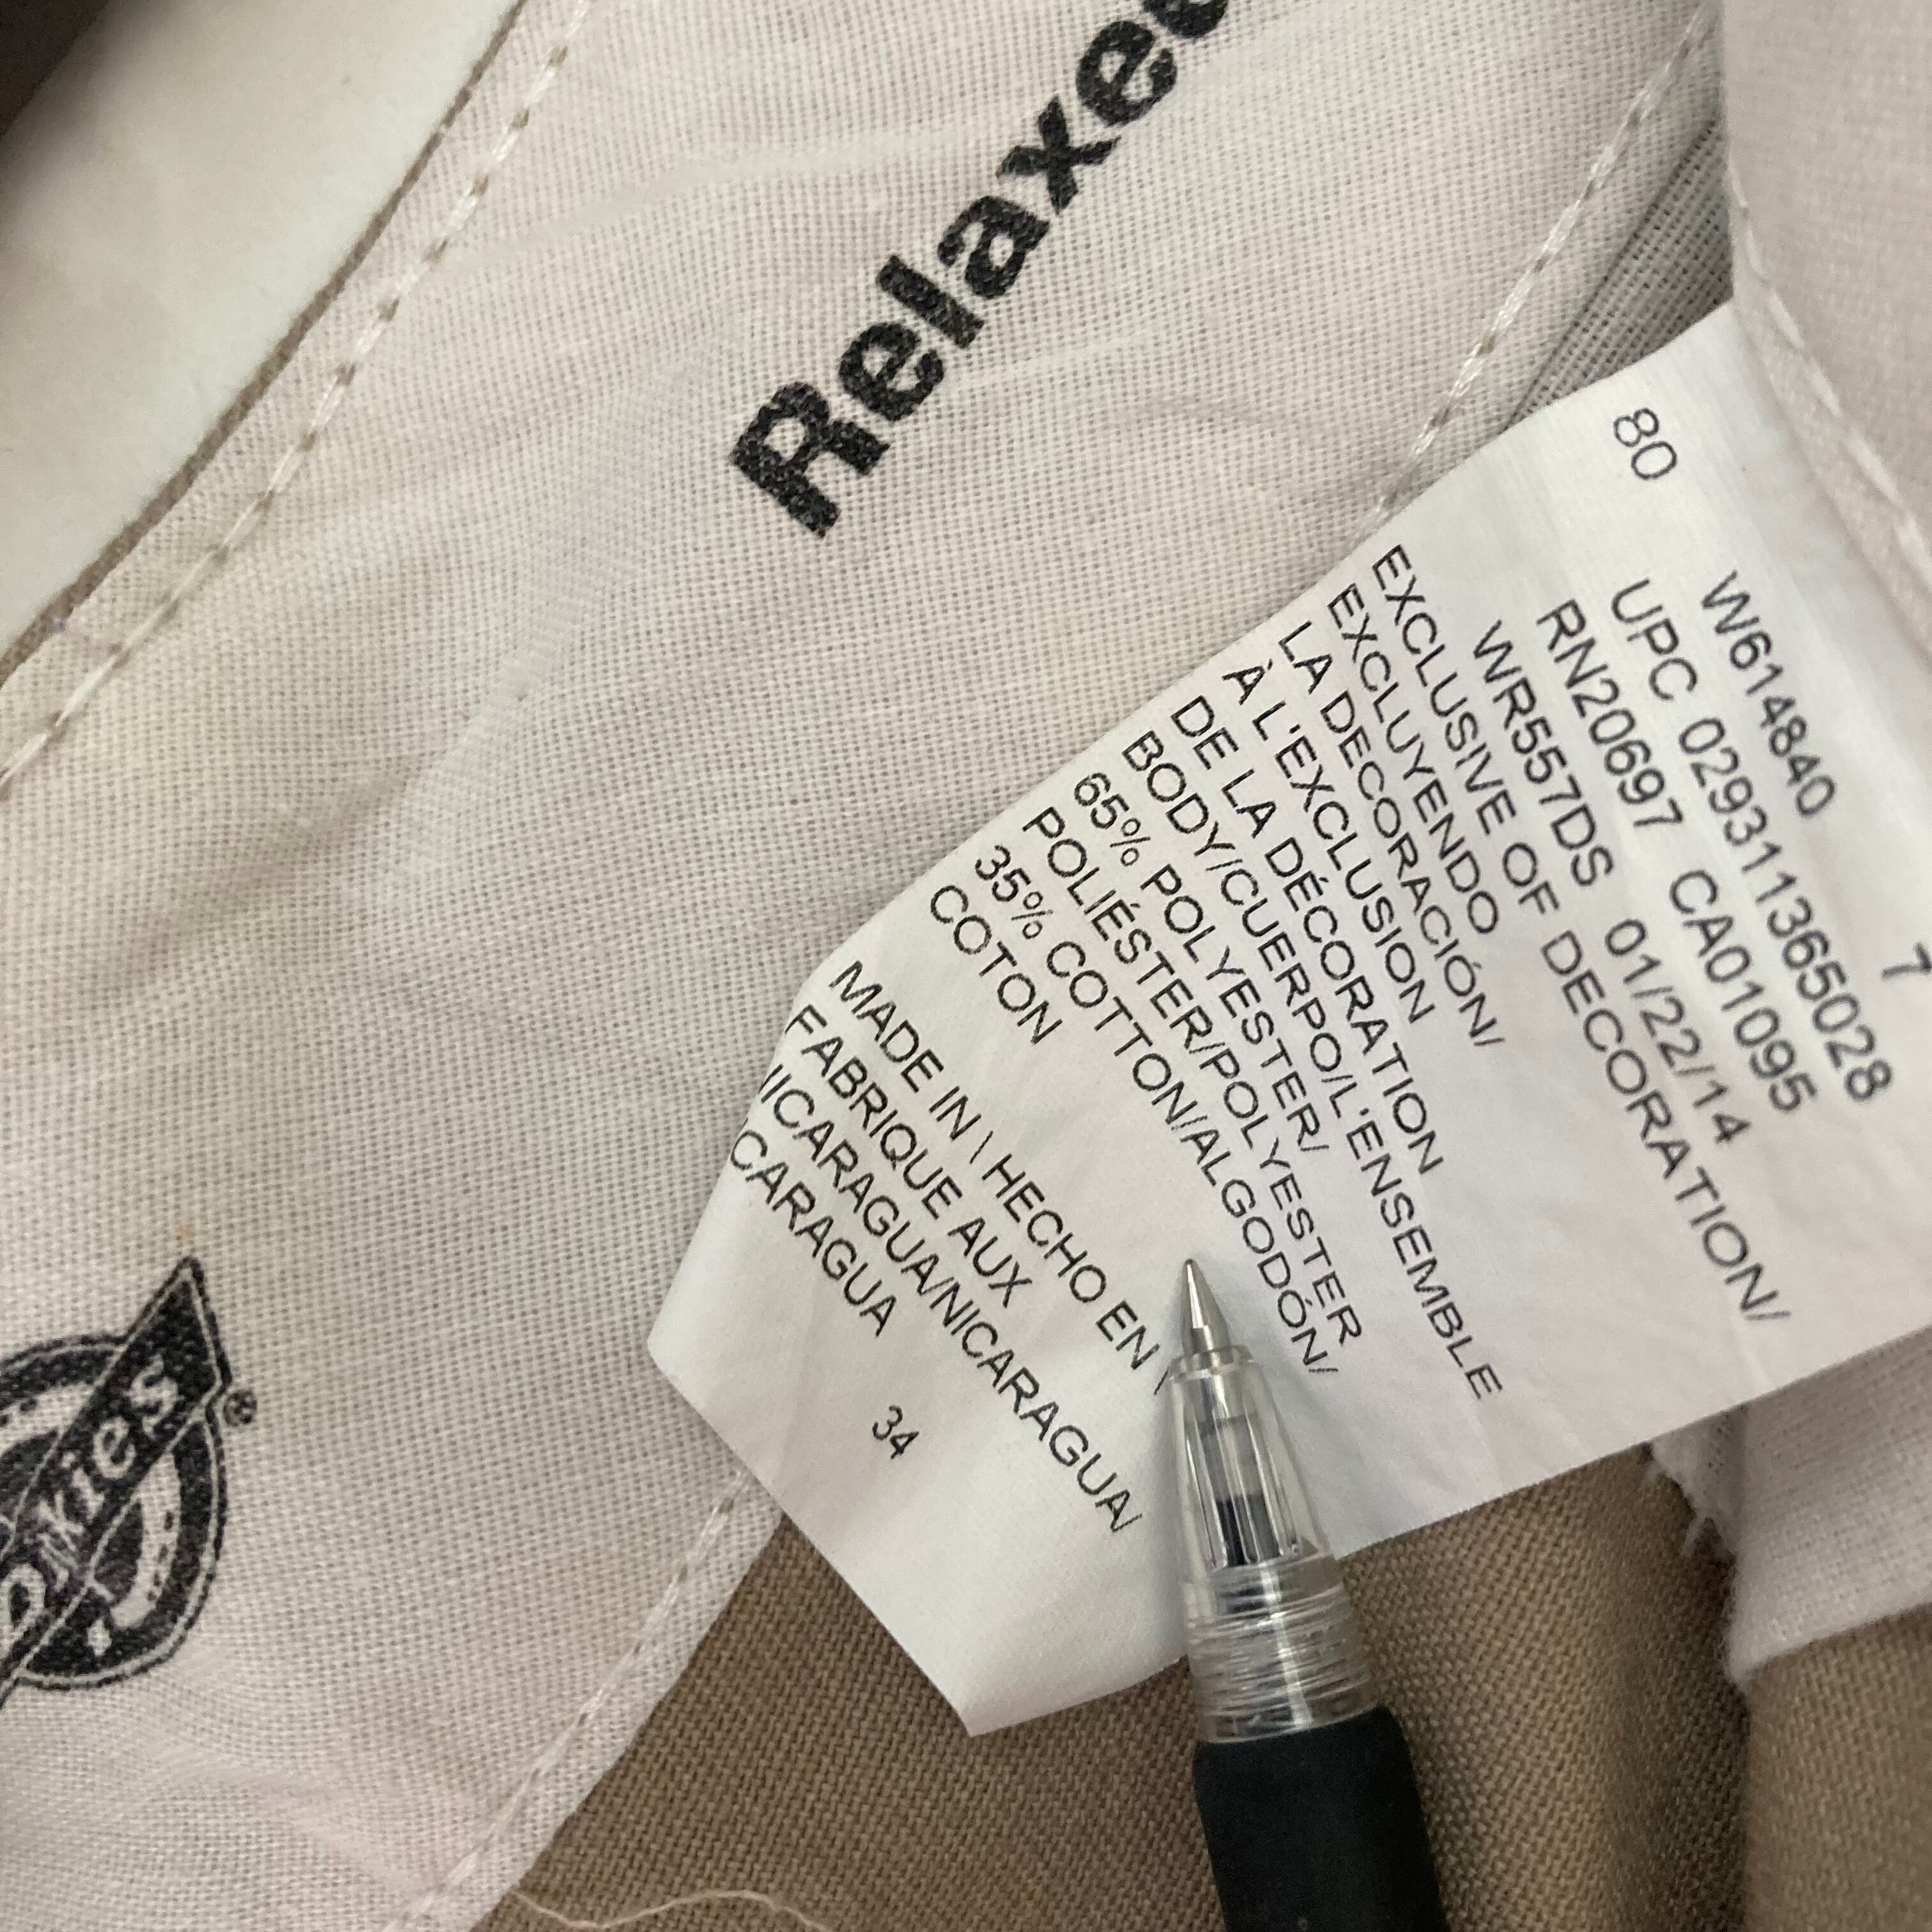 Relaxed
Dickies
®
80
7
W614840
UPC 029311365028
RN20697 CA01095
WR557DS 01/22/14
EXCLUSIVE OF DECORATION/
EXCLUYENDO
LA DECORACIÓN/
À L'EXCLUSION
DE LA DÉCORATION
BODY/CUERPO/L'ENSEMBLE
65% POLYESTER/
POLIÉSTER/POLYESTER
35% COTTON/ALGODÓN/
COTON
MADE IN \ HECHO EN \
FABRIQUE AUX
NICARAGUA/NICARAGUA/
CARAGUA
34